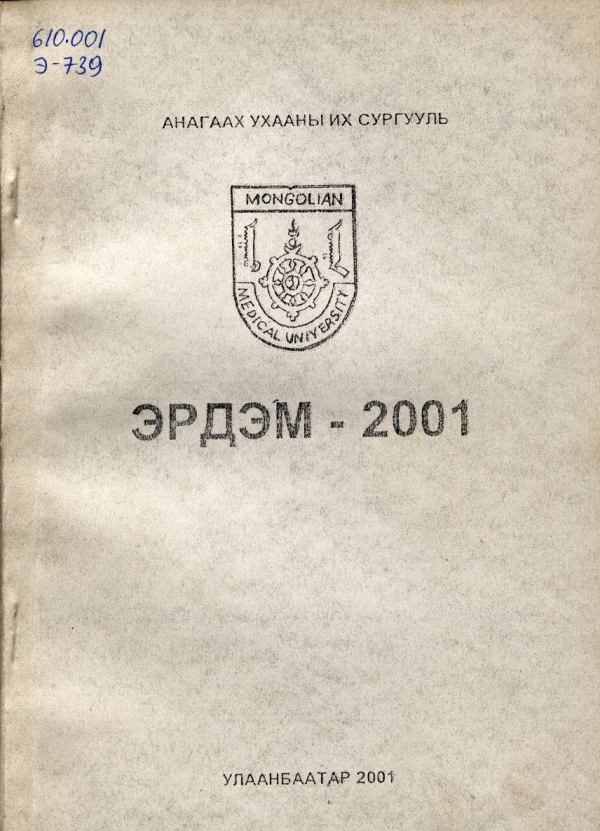 610.001
Э-739
АНАГААХ УХААНЫ ИХ СУРГУУЛЬ
MONGOLIAN
MEDICAL UNIVERSITY
ЭРДЭМ - 2001
УЛААНБААТАР 2001